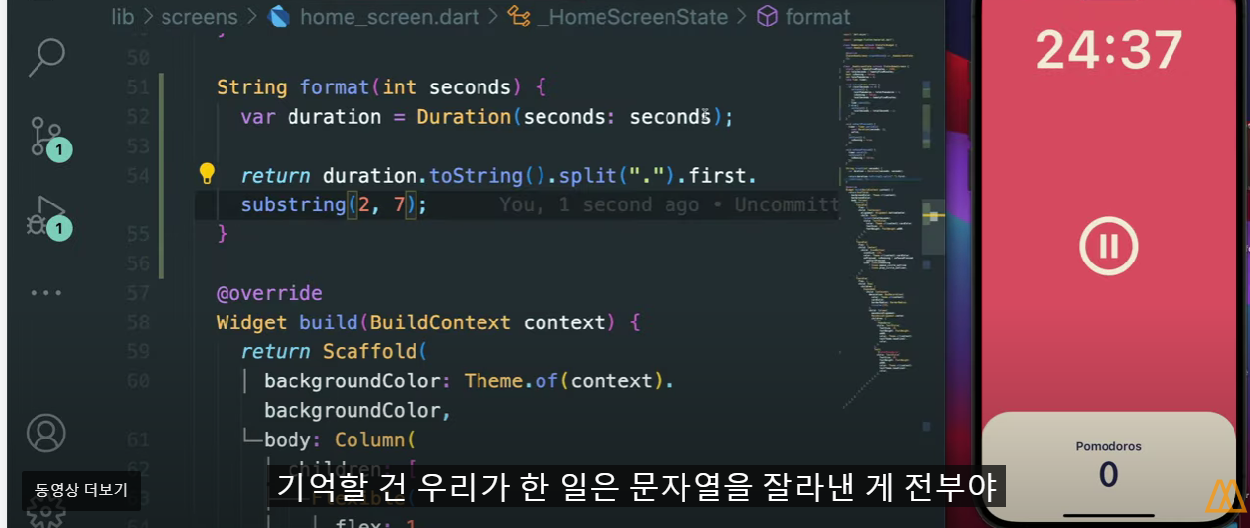 lib > screens > home_screen.dart > _HomeScreenState > format
50
51 String format(int seconds) {
52 var duration = Duration(seconds: seconds);
53
54 return duration.toString().split(".").first.
substring(2, 7); You, 1 second ago • Uncommitt
55 }
56
57 @override
58 Widget build(BuildContext context) {
59 return Scaffold(
60 backgroundColor: Theme.of(context).
backgroundColor,
61 body: Column(
62 children: [
Flexible(
64 flex: 1
1
1
24:37
Pomodoros
0
동영상 더보기
기억할 건 우리가 한 일은 문자열을 잘라낸 게 전부야